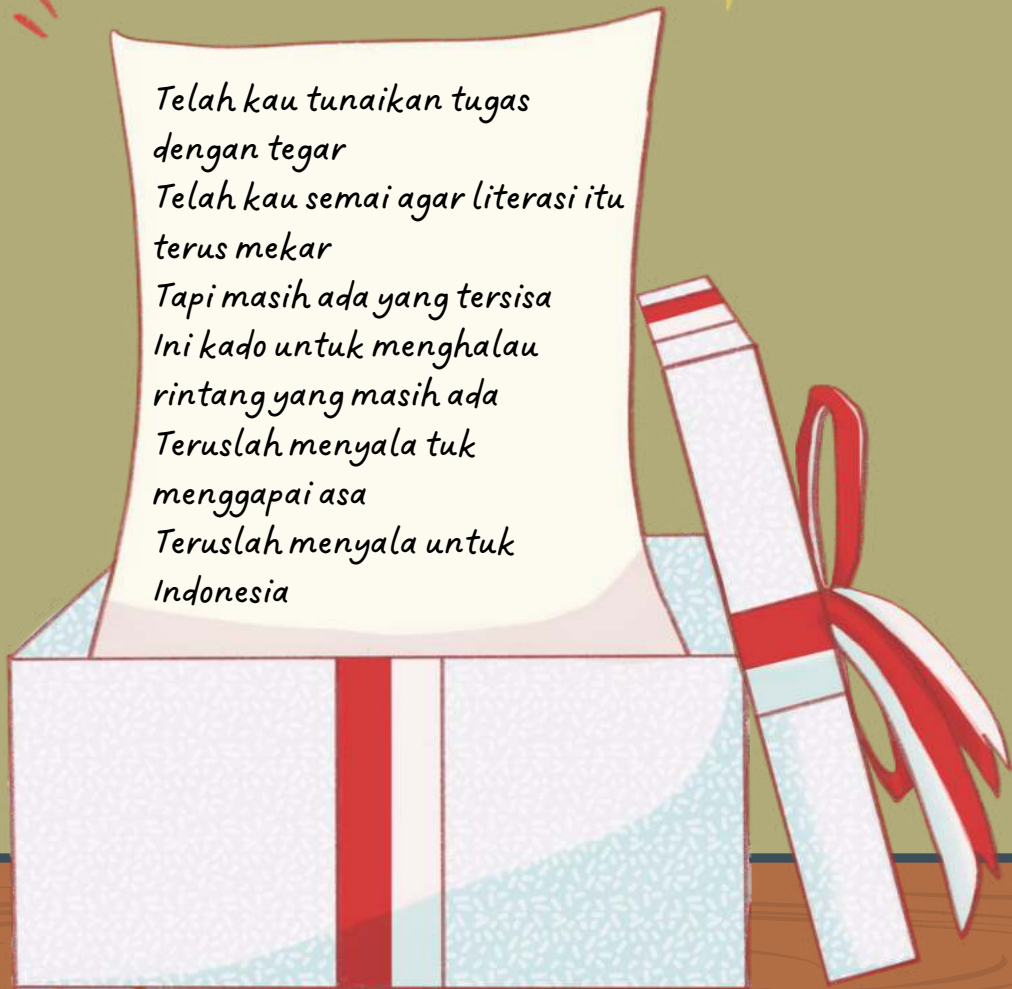 Telah kau tunaikan tugas
dengan tegar
Telah kau semai agar literasi itu
terus mekar
Tapi masih ada yang tersisa
Ini kado untuk menghalau
rintang yang masih ada
Teruslah menyala tuk
menggapai asa
Teruslah menyala untuk
Indonesia